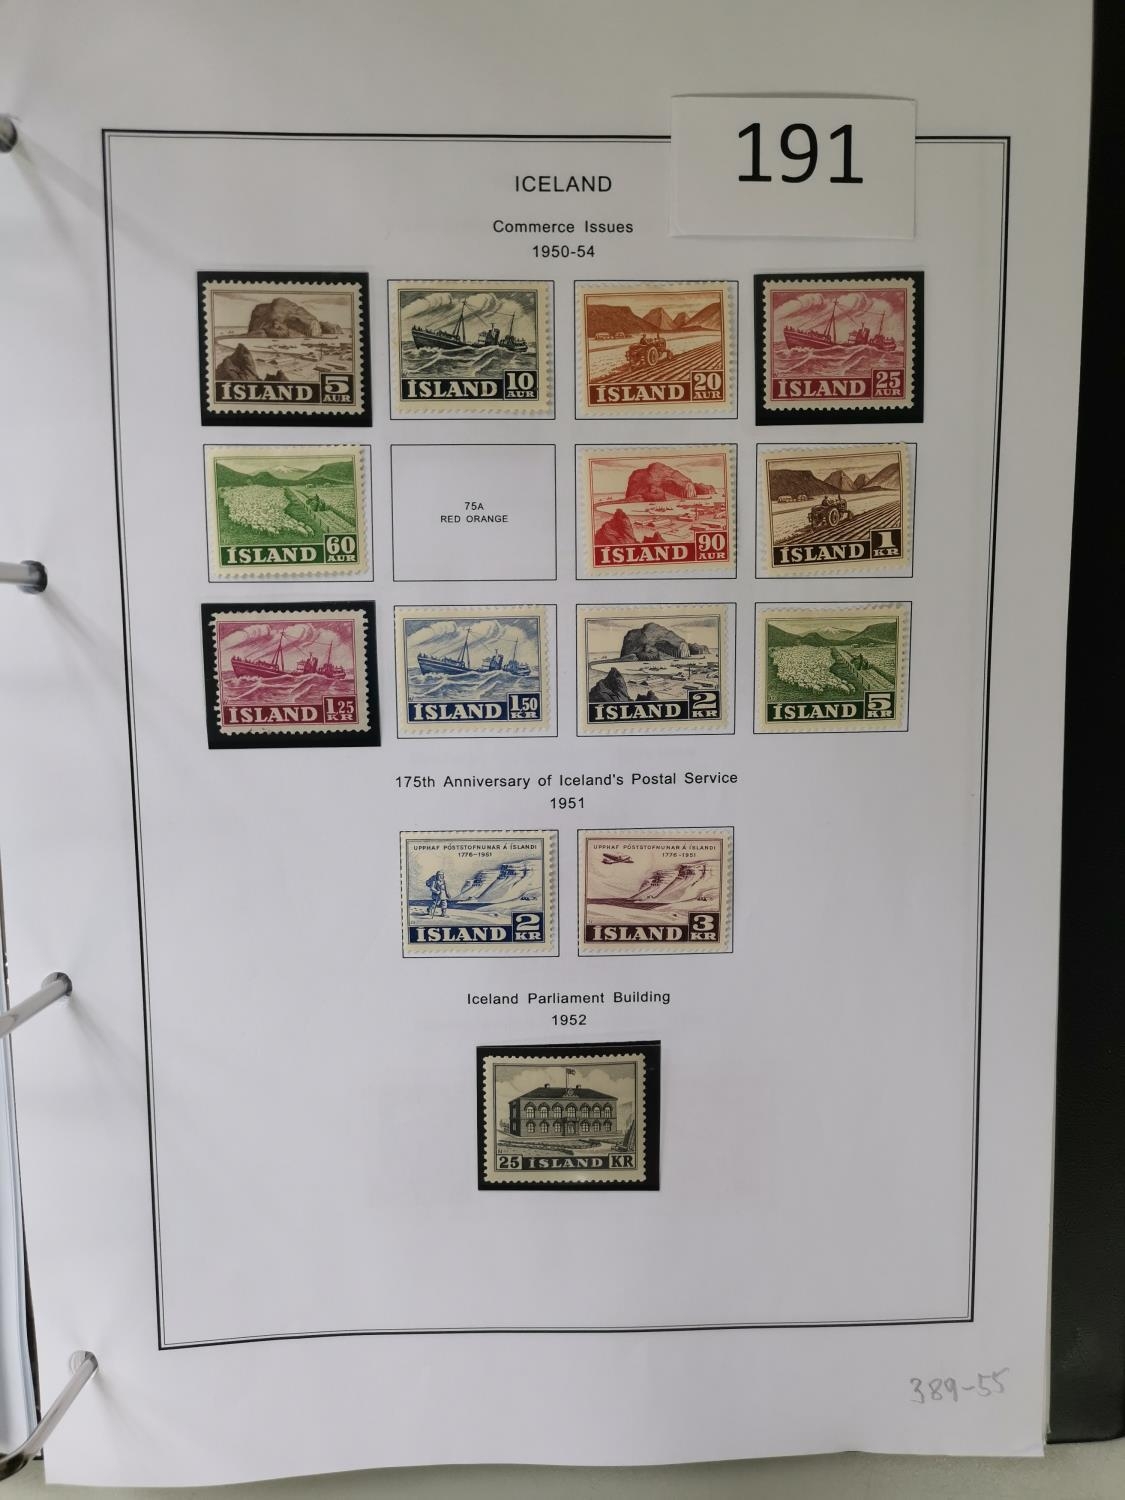 191
ICELAND
Commerce Issues
1950-54
ÍSLAND 5 AUR
ÍSLAND 10 AUR
ÍSLAND 20 AUR
ÍSLAND 25 AUR
ÍSLAND 60 AUR
75A
RED ORANGE
ÍSLAND 90 AUR
ÍSLAND 1 KR
ÍSLAND 1.25 KR
ÍSLAND 1.50 KR
ÍSLAND 2 KR
ÍSLAND 5 KR
175th Anniversary of Iceland's Postal Service
1951
UPPHAF PÓSTSTOFNUNAR Á ÍSLANDI
1776-1951
ÍSLAND 2 KR
UPPHAF PÓSTSTOFNUNAR Á ÍSLANDI
1776-1951
ÍSLAND 3 KR
Iceland Parliament Building
1952
25 ÍSLAND KR
389-55